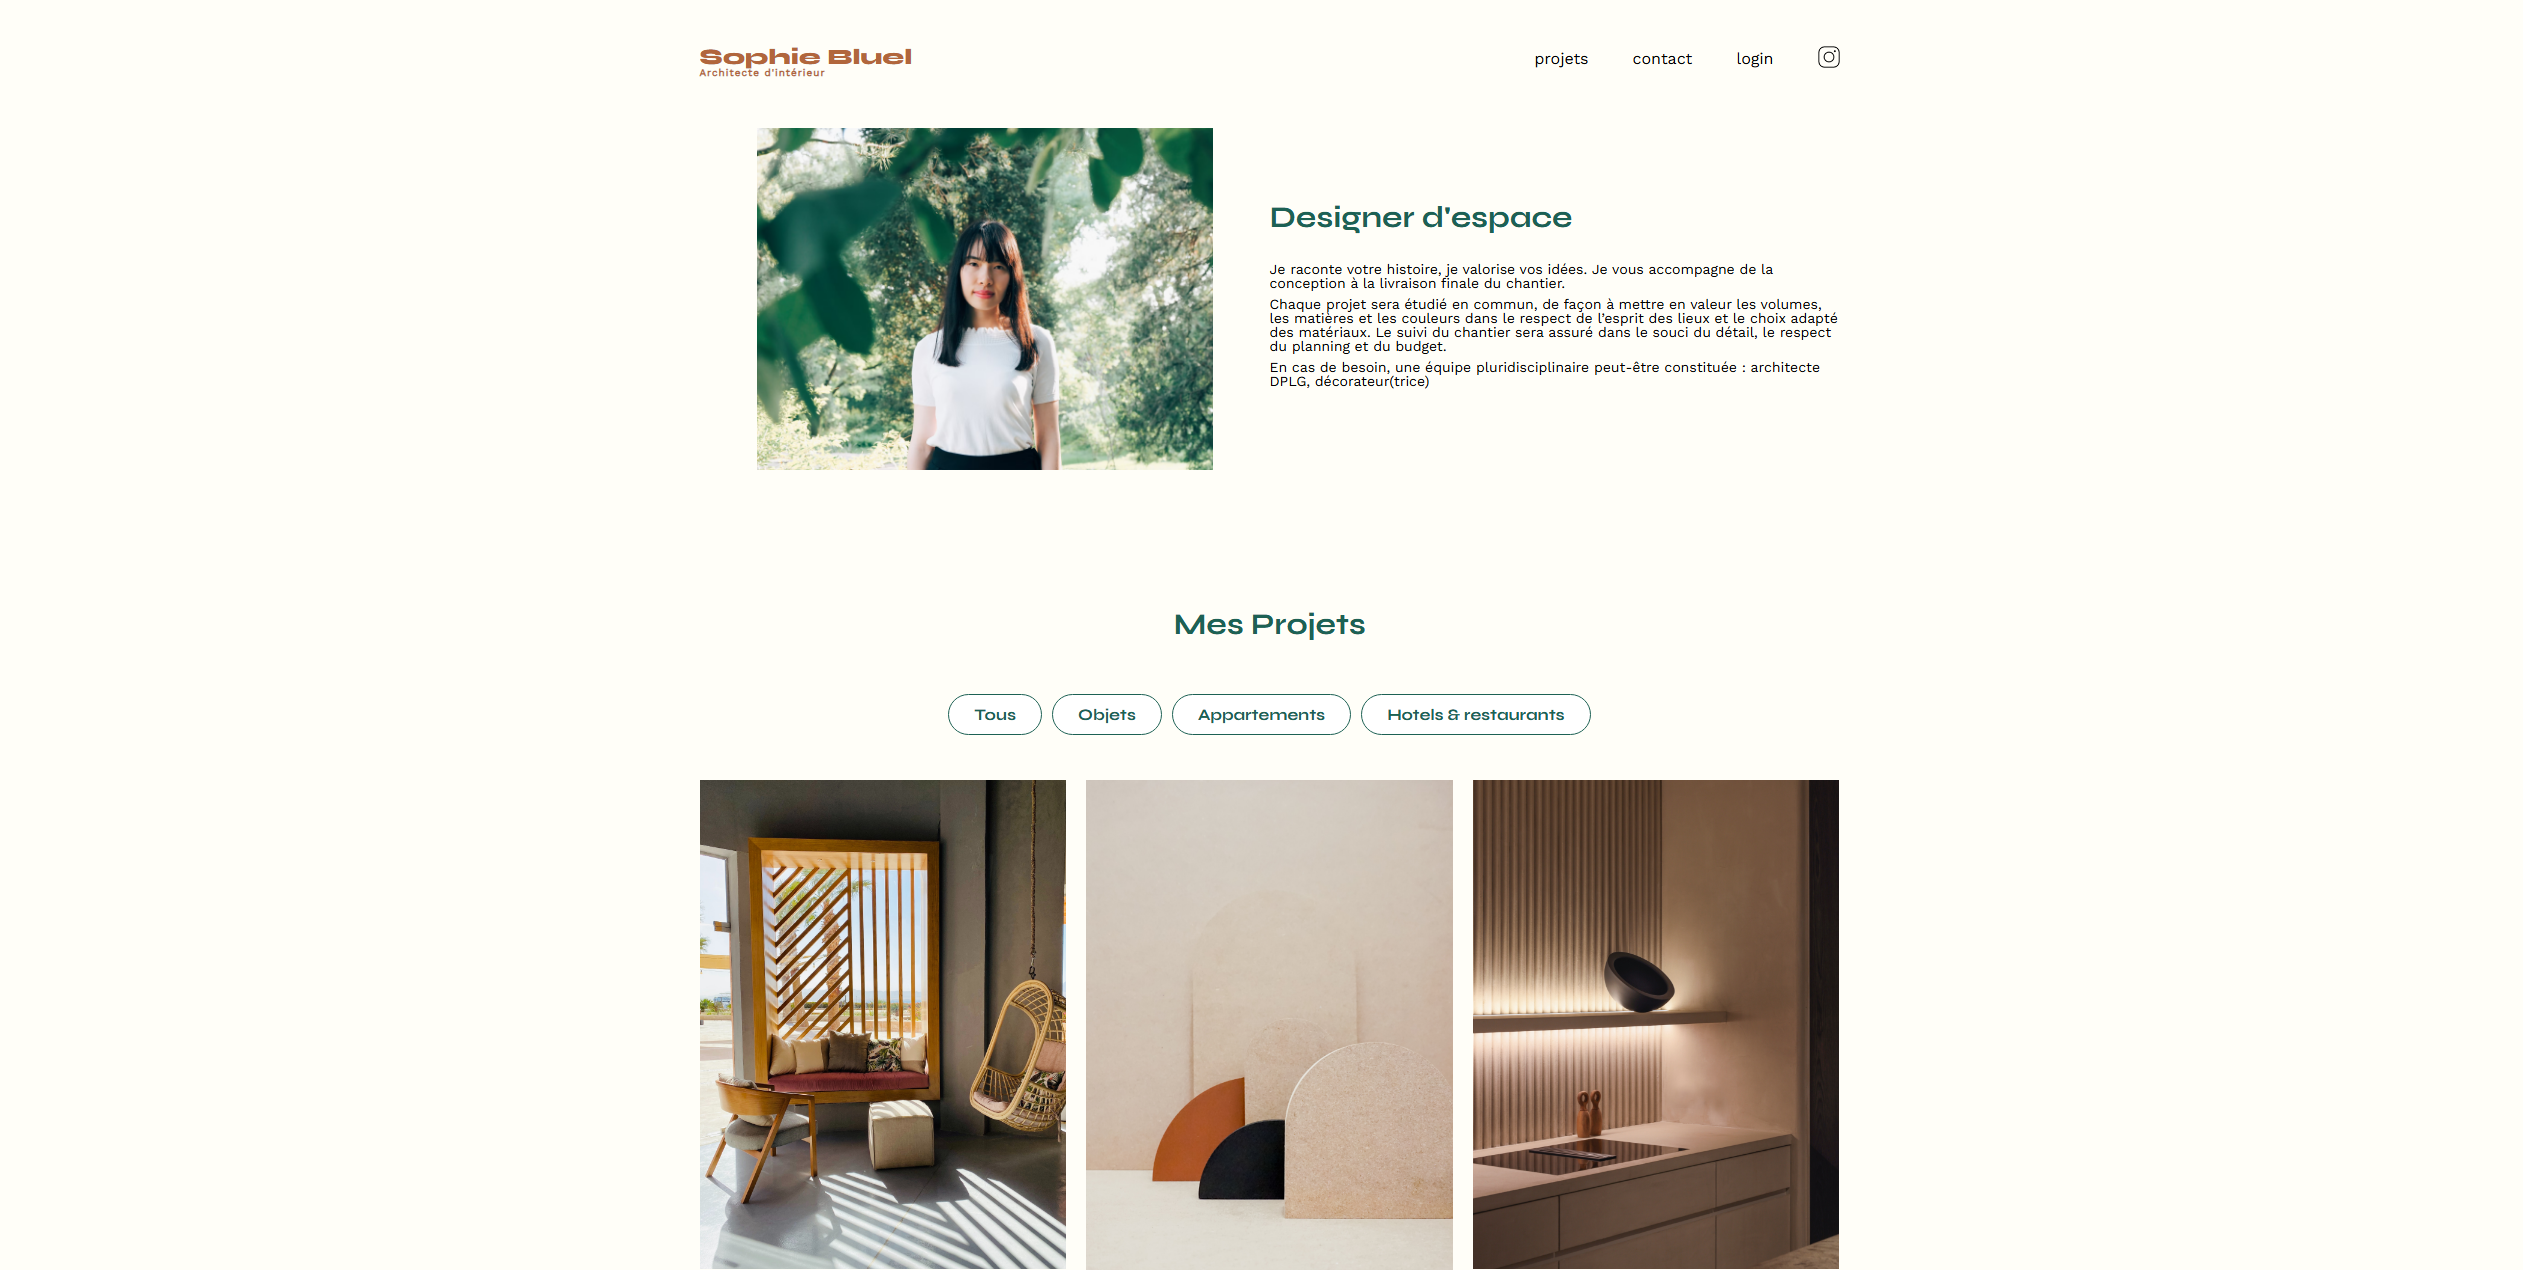 Sophie Bluel
Architecte d'intérieur
projets
contact
login
Designer d'espace
Je raconte votre histoire, je valorise vos idées. Je vous accompagne de la
conception à la livraison finale du chantier.
Chaque projet sera étudié en commun, de façon à mettre en valeur les volumes,
les matières et les couleurs dans le respect de l’esprit des lieux et le choix adapté
des matériaux. Le suivi du chantier sera assuré dans le souci du détail, le respect
du planning et du budget.
En cas de besoin, une équipe pluridisciplinaire peut-être constituée : architecte
DPLG, décorateur(trice)
Mes Projets
Tous
Objets
Appartements
Hotels & restaurants